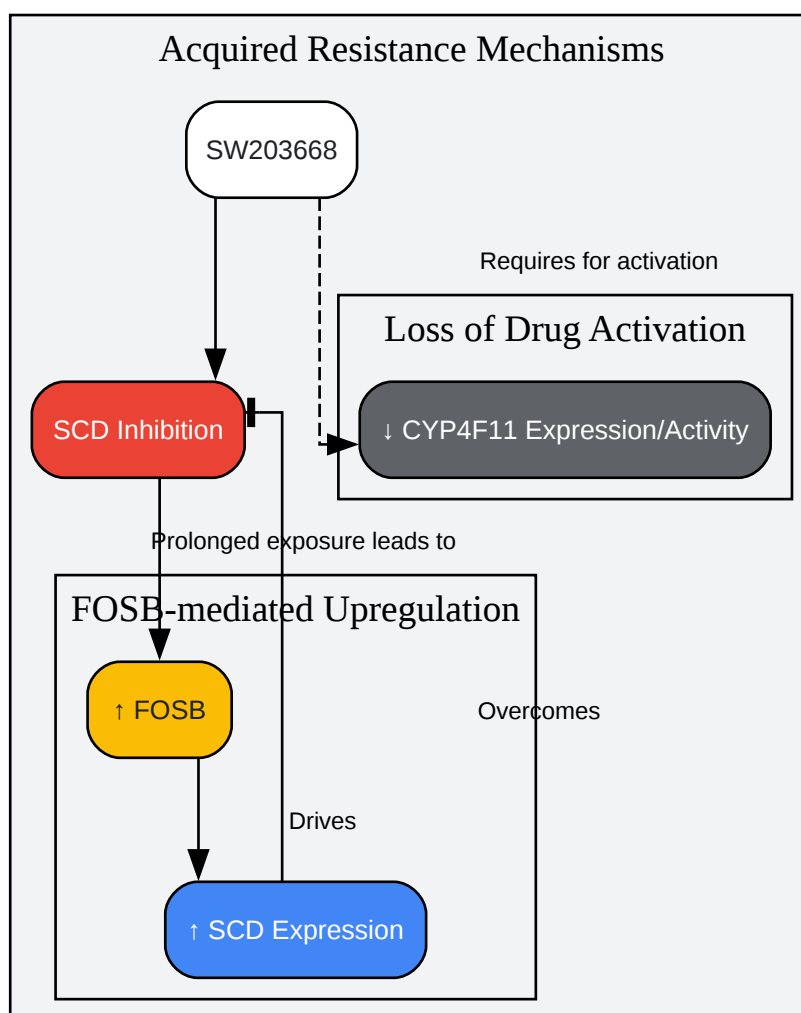 Acquired Resistance Mechanisms
SW203668
Requires for activation
Loss of Drug Activation
SCD Inhibition
↓ CYP4F11 Expression/Activity
Prolonged exposure leads to
FOSB-mediated Upregulation
↑ FOSB
Overcomes
Drives
↑ SCD Expression